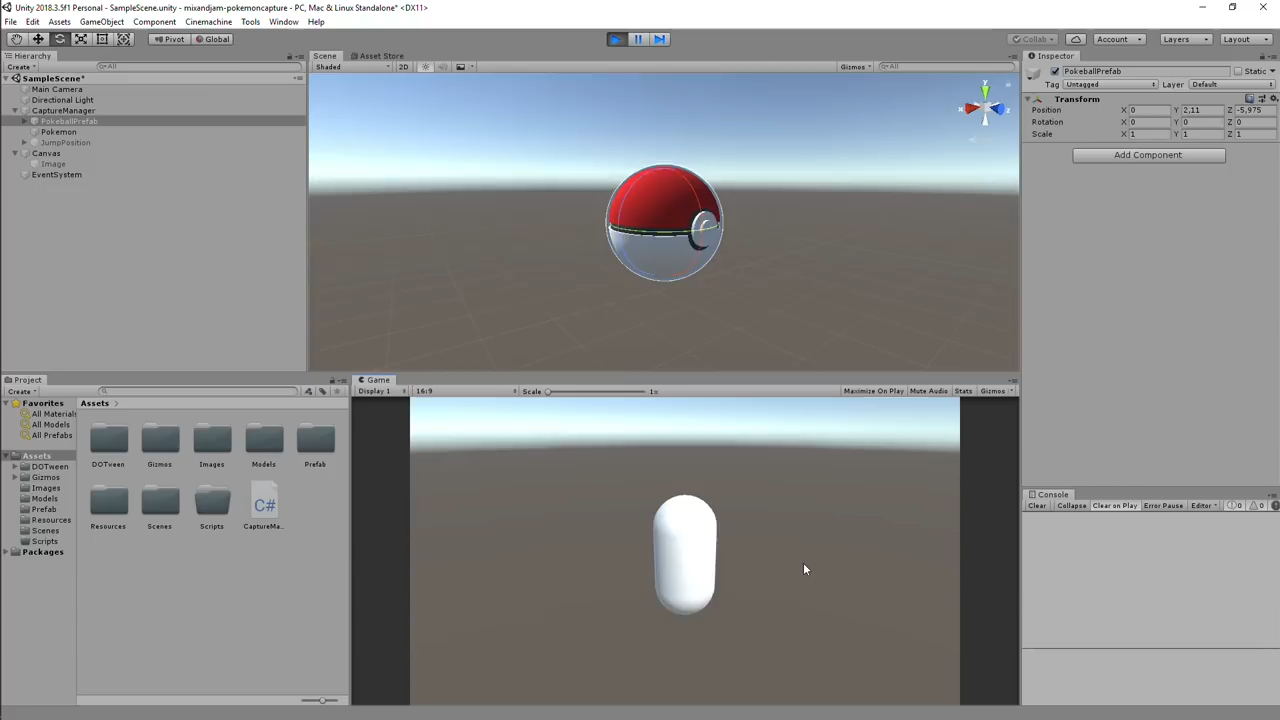 Unity 2018.3.5f1 Personal - SampleScene.unity - mixandjam-pokemoncapture - PC, Mac & Linux Standalone* <DX11>
File Edit Assets GameObject Component Cinemachine Tools Window Help
Pivot Global Collab Account Layers Layout
Hierarchy
Create All
SampleScene*
Main Camera
Directional Light
CaptureManager
PokeballPrefab
Pokemon
JumpPosition
Canvas
Image
EventSystem
Scene Asset Store
Shaded 2D Gizmos All
y x z
Inspector
PokeballPrefab Static
Tag Untagged Layer Default
Transform
Position X 0 Y 2,11 Z -5,975
Rotation X 0 Y 0 Z 0
Scale X 1 Y 1 Z 1
Add Component
Project
Create
Favorites
All Materials
All Models
All Prefabs
Assets
DOTween
Gizmos
Images
Models
Prefab
Resources
Scenes
Scripts
Packages
Assets
DOTween Gizmos Images Models Prefab
C#
Resources Scenes Scripts CaptureMa...
Game
Display 1 16:9 Scale 1x Maximize On Play Mute Audio Stats Gizmos
Console
Clear Collapse Clear on Play Error Pause Editor 0 0